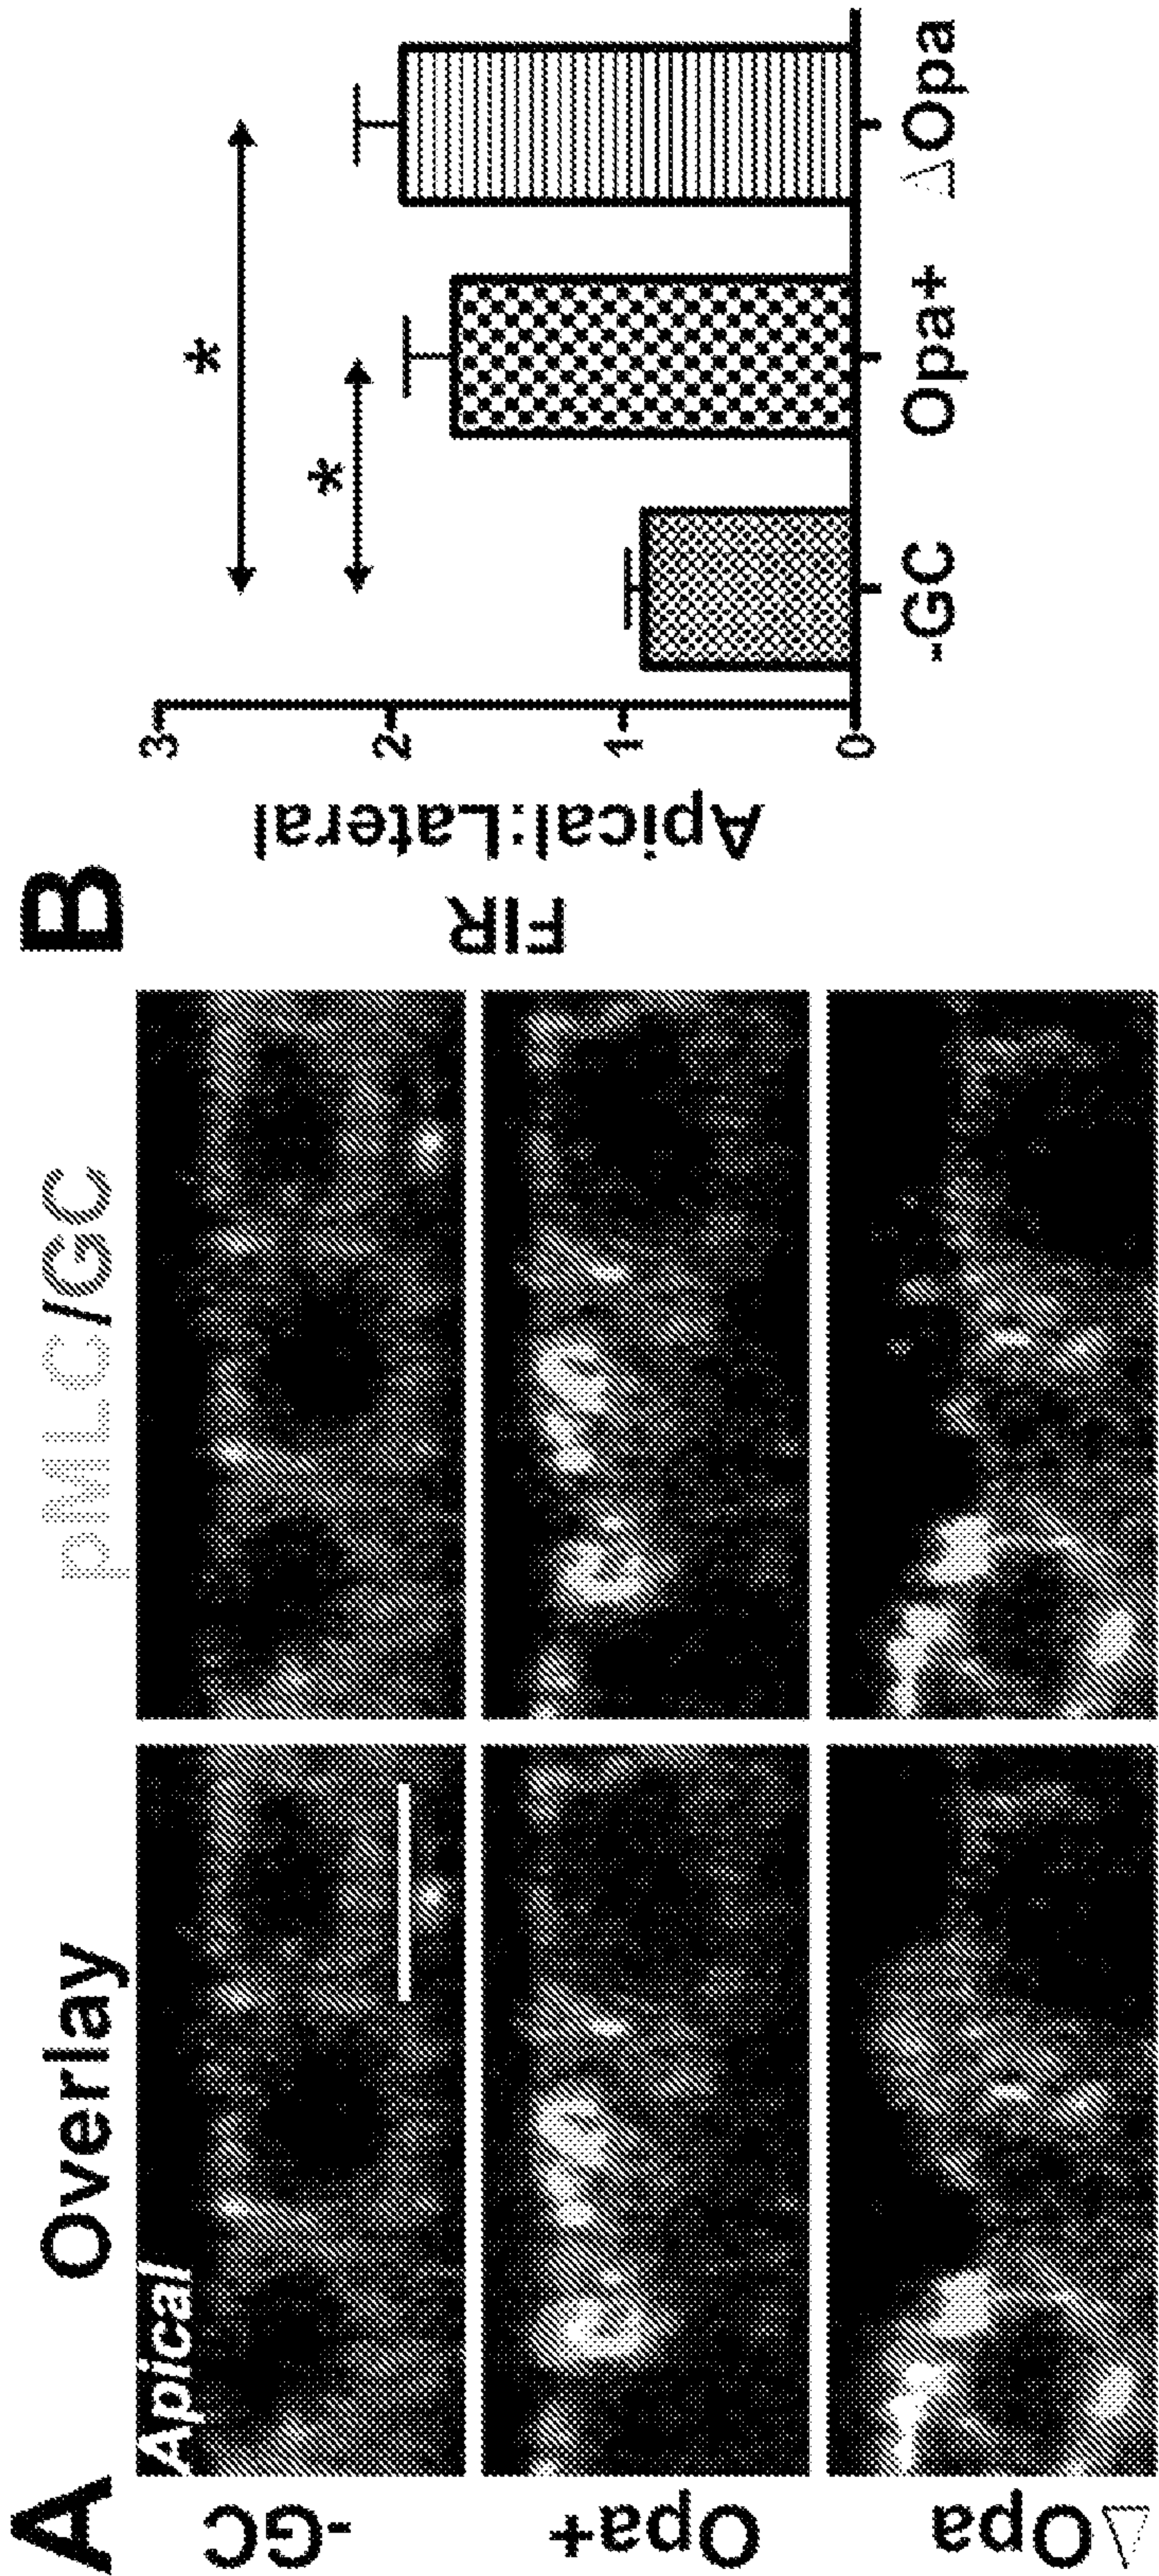 A
Overlay
pMLC/GC
Apical
-GC
Opa+
ΔOpa
B
FIR
Apical:Lateral
3
2
1
0
*
*
-GC
Opa+
ΔOpa